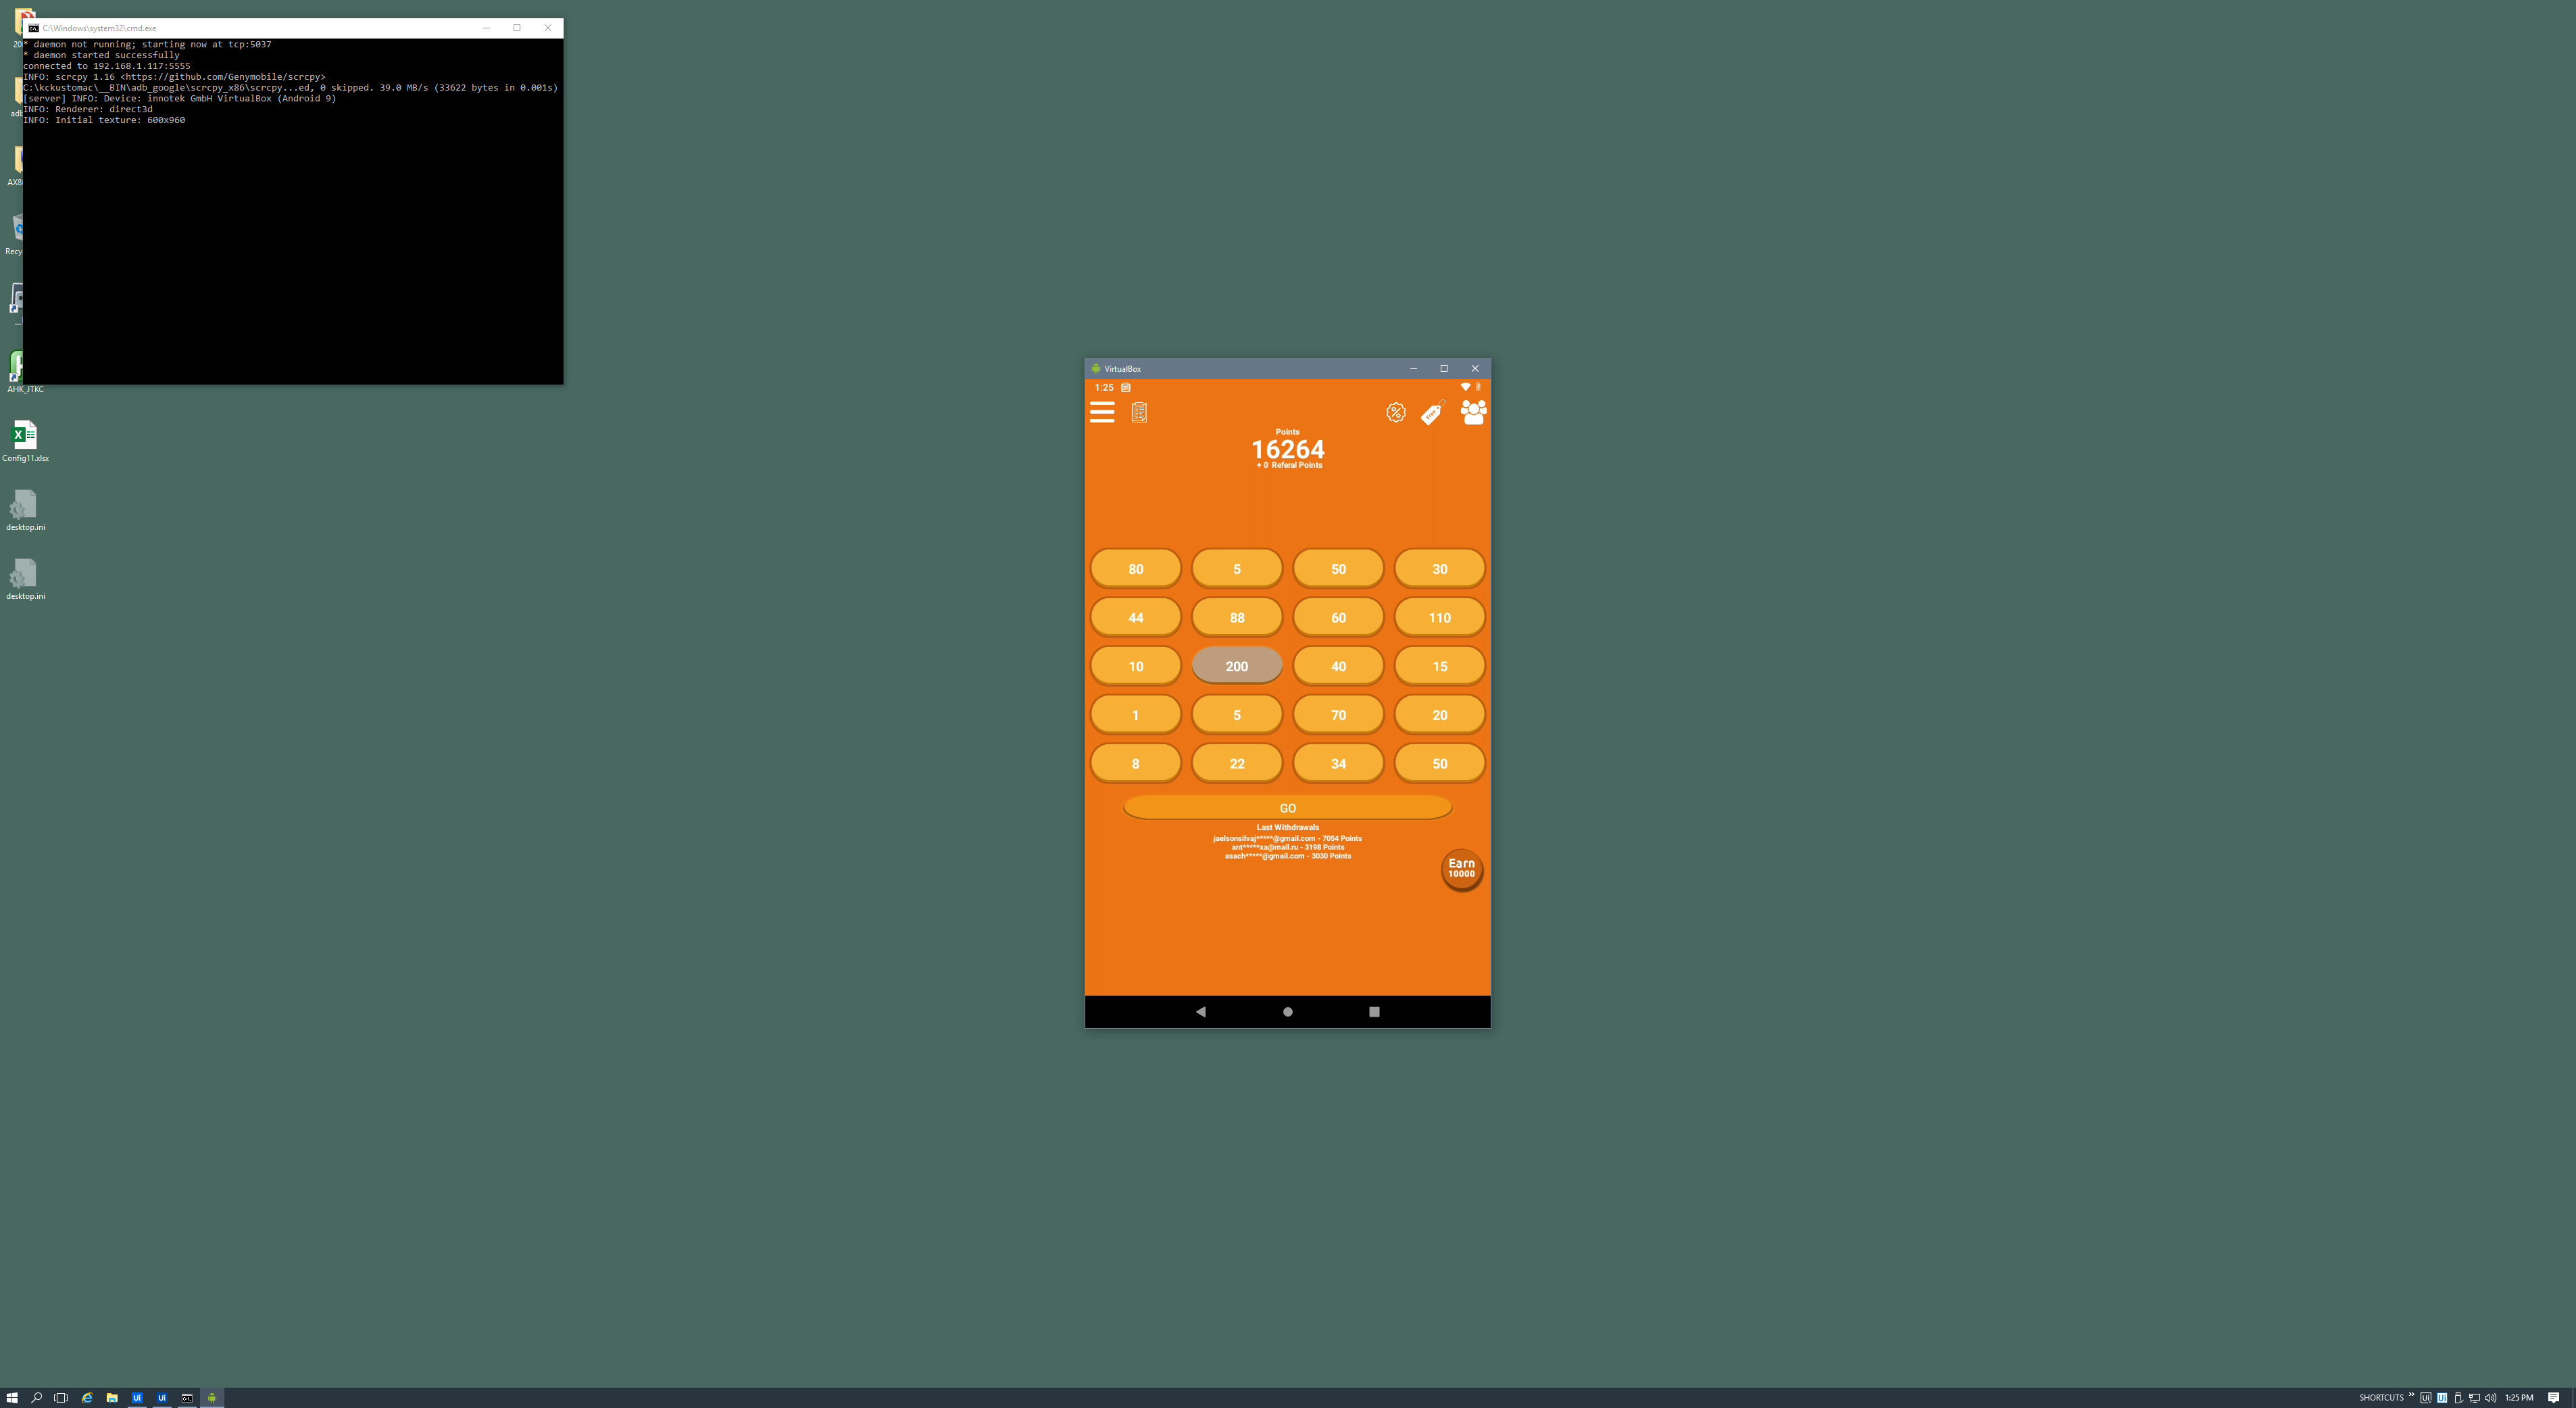 C:\Windows\system32\cmd.exe
* daemon not running; starting now at tcp:5037
* daemon started successfully
connected to 192.168.1.117:5555
INFO: scrcpy 1.16 <https://github.com/Genymobile/scrcpy>
C:\kckustomac\__BIN\adb_google\scrcpy_x86\scrcpy...ed, 0 skipped. 39.0 MB/s (33622 bytes in 0.001s)
[server] INFO: Device: innotek GmbH VirtualBox (Android 9)
INFO: Renderer: direct3d
INFO: Initial texture: 600x960
20
adb
AX8
Recy
AHK_JTKC
Config11.xlsx
desktop.ini
desktop.ini
VirtualBox
1:25
Points
16264
+ 0 Referal Points
80 5 50 30
44 88 60 110
10 200 40 15
1 5 70 20
8 22 34 50
GO
Last Withdrawals
jaelsonsilvaj*****@gmail.com - 7054 Points
ant*****xa@mail.ru - 3198 Points
asach*****@gmail.com - 3030 Points
Earn
10000
SHORTCUTS
1:25 PM